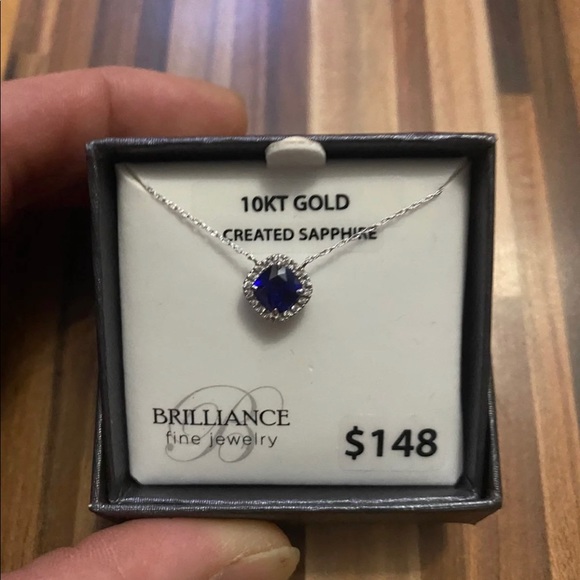 10KT GOLD
CREATED SAPPHIRE
B
BRILLIANCE
fine jewelry
$148